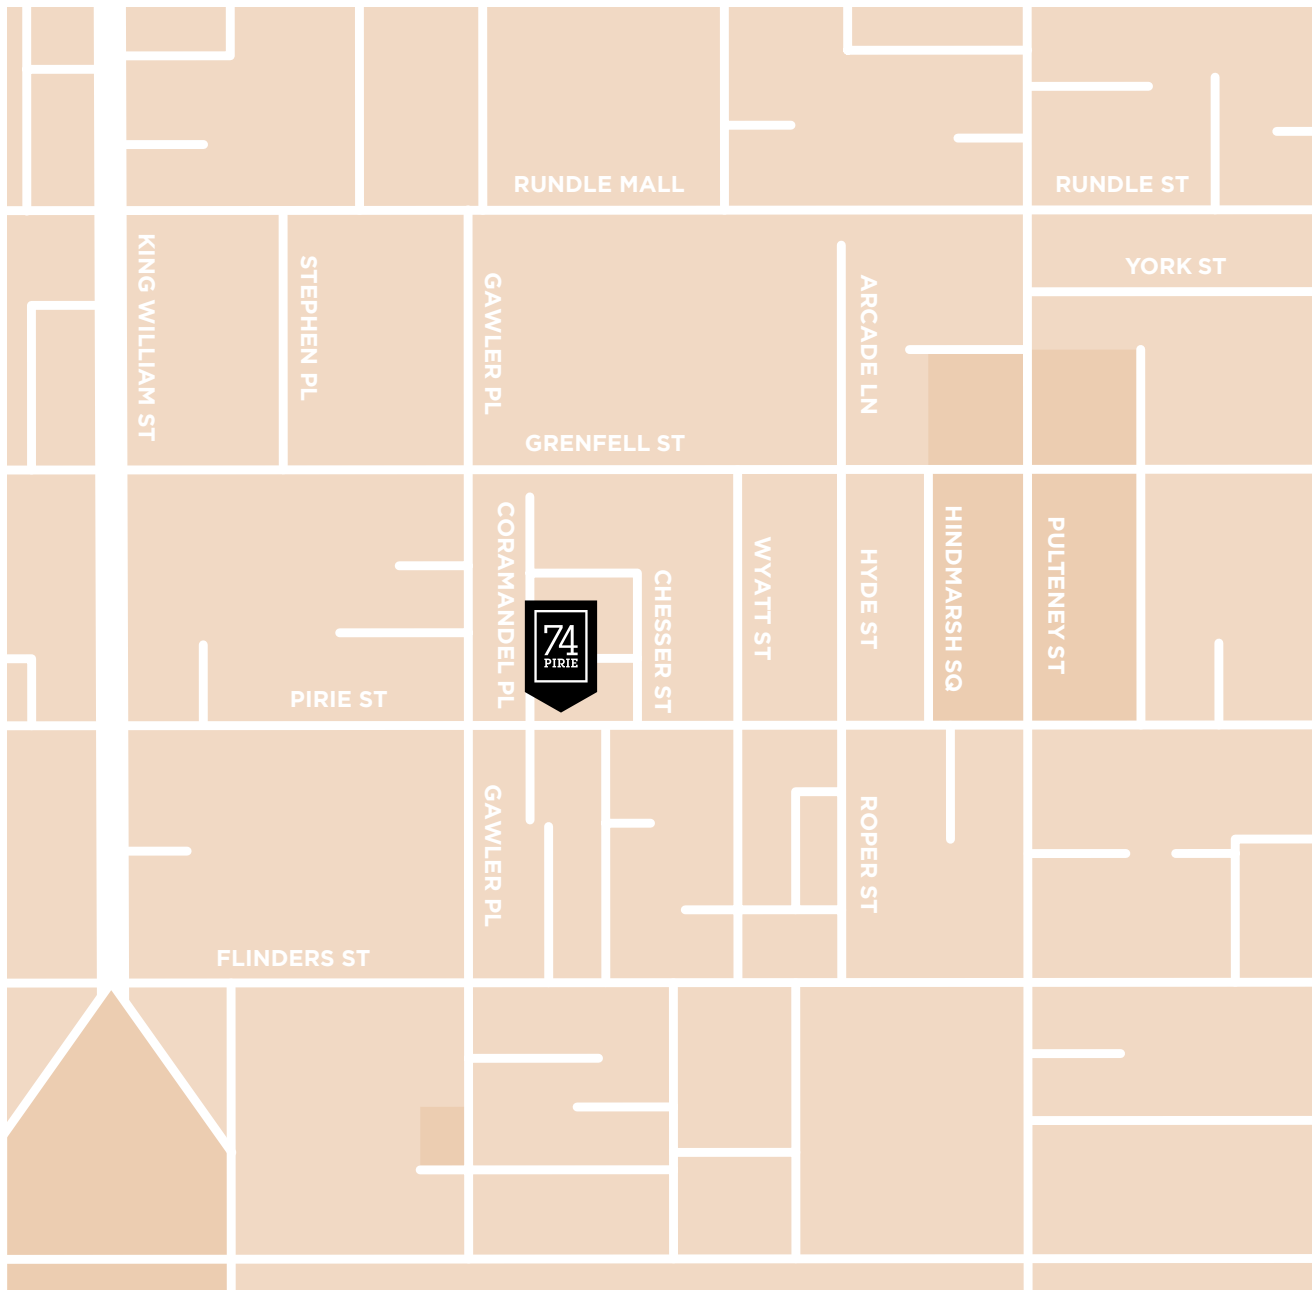 RUNDLE MALL
RUNDLE ST
KING WILLIAM ST
STEPHEN PL
GAWLER PL
ARCADE LN
YORK ST
GRENFELL ST
CORAMANDEL PL
CHESSER ST
WYATT ST
HYDE ST
HINDMARSH SQ
PULTENEY ST
74
PIRIE
PIRIE ST
GAWLER PL
ROPER ST
FLINDERS ST